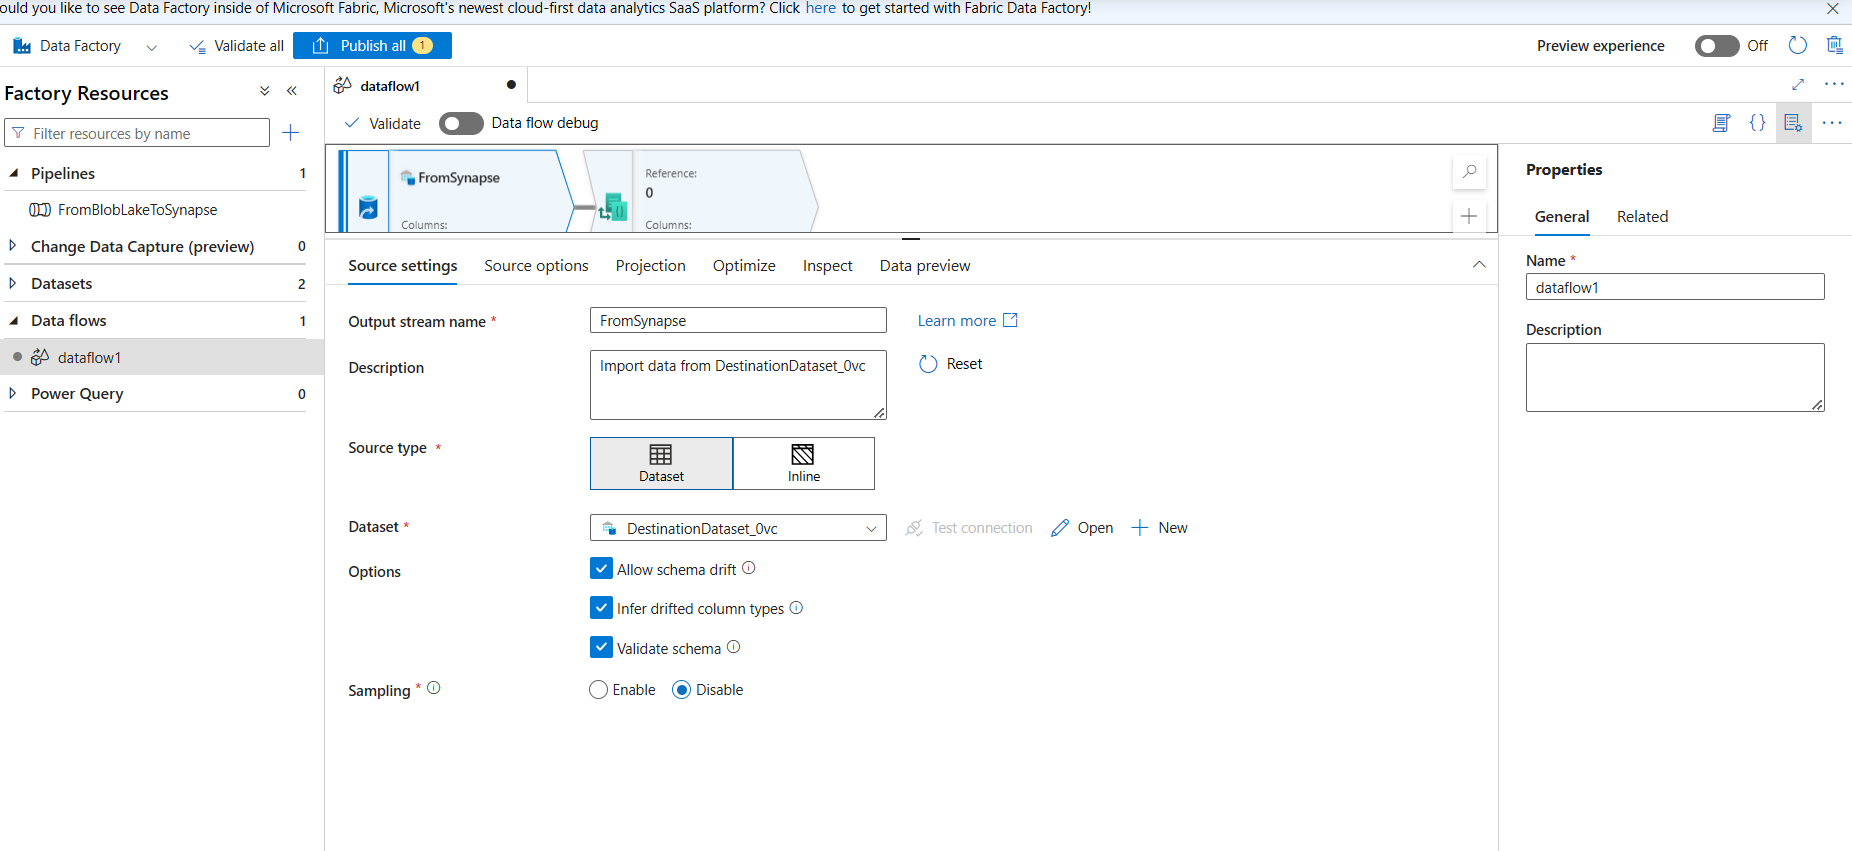 ould you like to see Data Factory inside of Microsoft Fabric, Microsoft's newest cloud-first data analytics SaaS platform? Click here to get started with Fabric Data Factory!
Data Factory
Validate all
Publish all 1
Preview experience
Off
Factory Resources
Filter resources by name
Pipelines 1
FromBlobLakeToSynapse
Change Data Capture (preview) 0
Datasets 2
Data flows 1
dataflow1
Power Query 0
dataflow1
Validate
Data flow debug
FromSynapse
Columns:
Reference:
0
Columns:
Source settings
Source options
Projection
Optimize
Inspect
Data preview
Output stream name *
FromSynapse
Learn more
Description
Import data from DestinationDataset_0vc
Reset
Source type *
Dataset
Inline
Dataset *
DestinationDataset_0vc
Test connection
Open
New
Options
Allow schema drift
Infer drifted column types
Validate schema
Sampling *
Enable
Disable
Properties
General
Related
Name *
dataflow1
Description